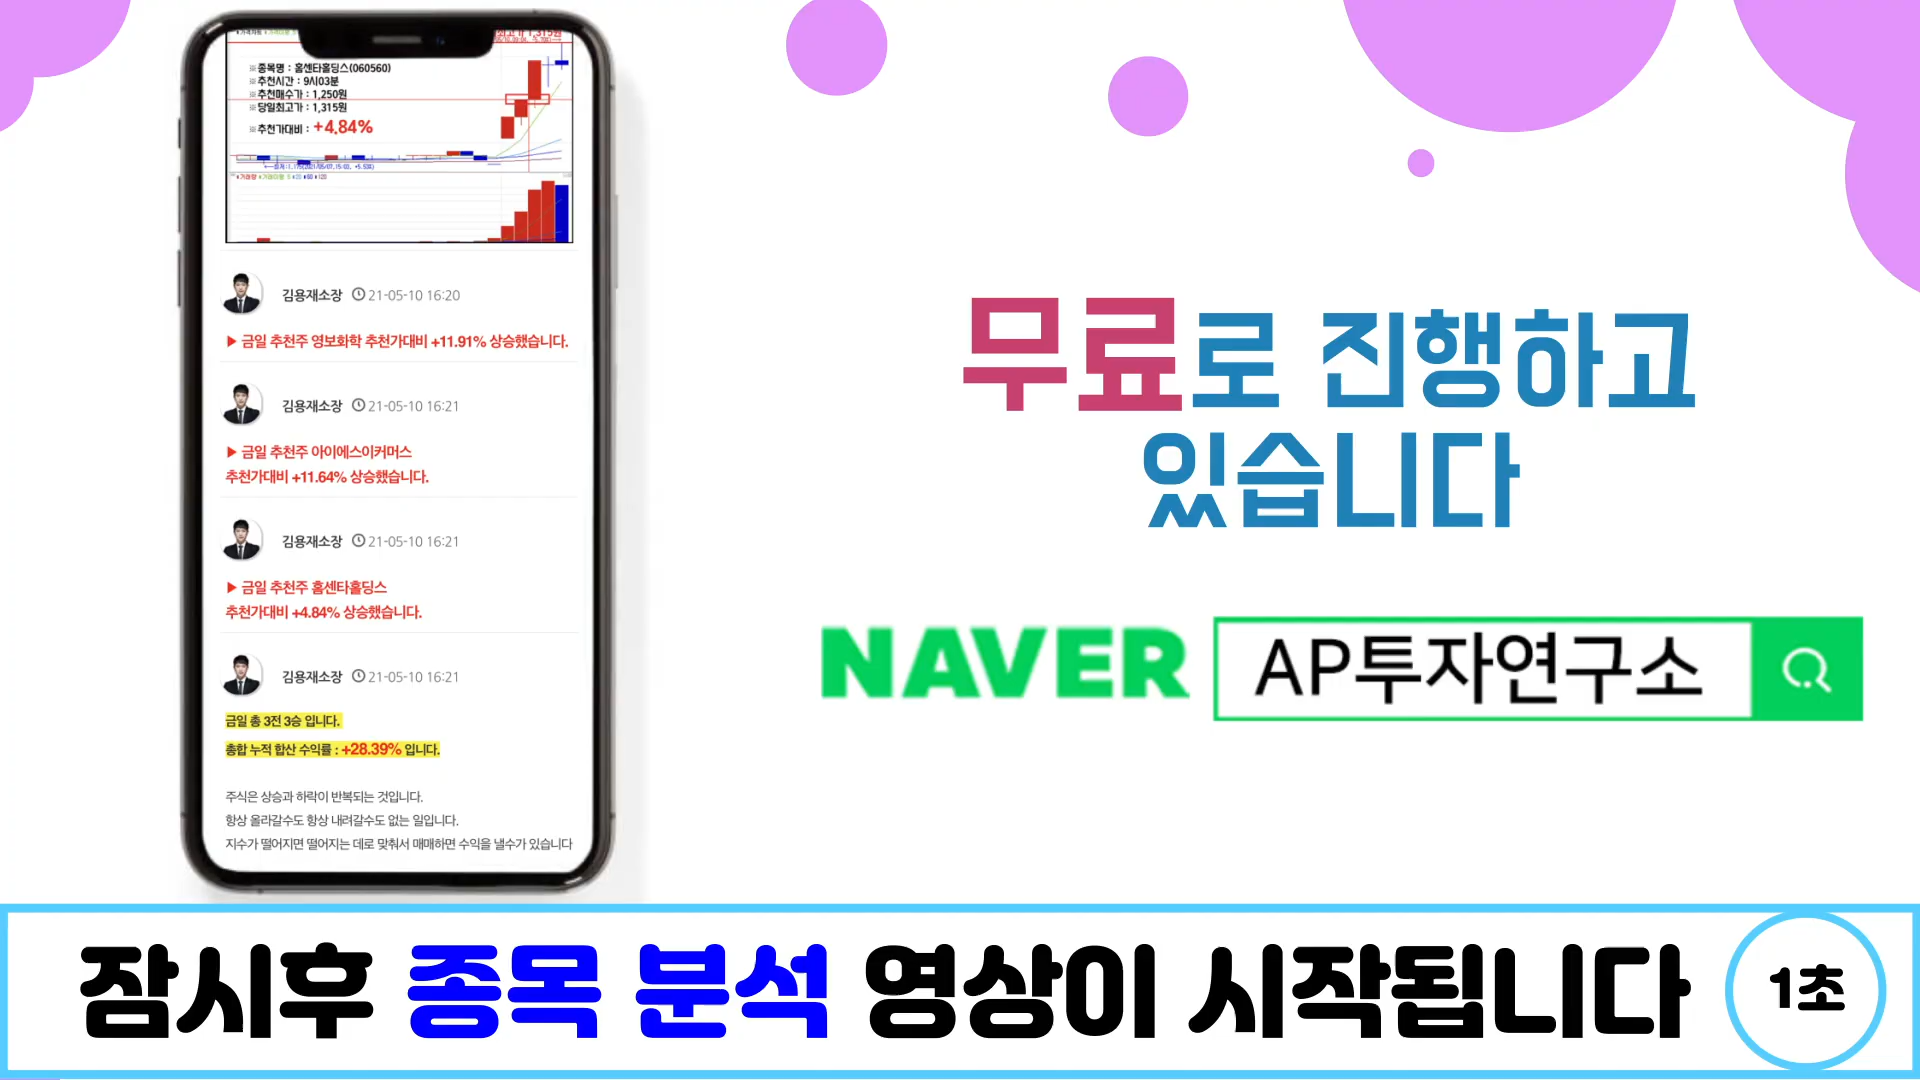 ※종목명 : 홈센타홀딩스(060560)
※추천시간 : 9시03분
※추천매수가 : 1,250원
※당일최고가 : 1,315원
※추천가대비 : +4.84%
김용재소장 21-05-10 16:20
▶ 금일 추천주 영보화학 추천가대비 +11.91% 상승했습니다.
김용재소장 21-05-10 16:21
▶ 금일 추천주 아이에스이커머스
추천가대비 +11.64% 상승했습니다.
김용재소장 21-05-10 16:21
▶ 금일 추천주 홈센타홀딩스
추천가대비 +4.84% 상승했습니다.
김용재소장 21-05-10 16:21
금일 총 3전 3승 입니다.
총합 누적 합산 수익률 : +28.39% 입니다.
주식은 상승과 하락이 반복되는 것입니다.
항상 올라갈수도 항상 내려갈수도 없는 일입니다.
지수가 떨어지면 떨어지는 데로 맞춰서 매매하면 수익을 낼수가 있습니다
무료로 진행하고
있습니다
NAVER AP투자연구소
잠시후 종목 분석 영상이 시작됩니다 1초